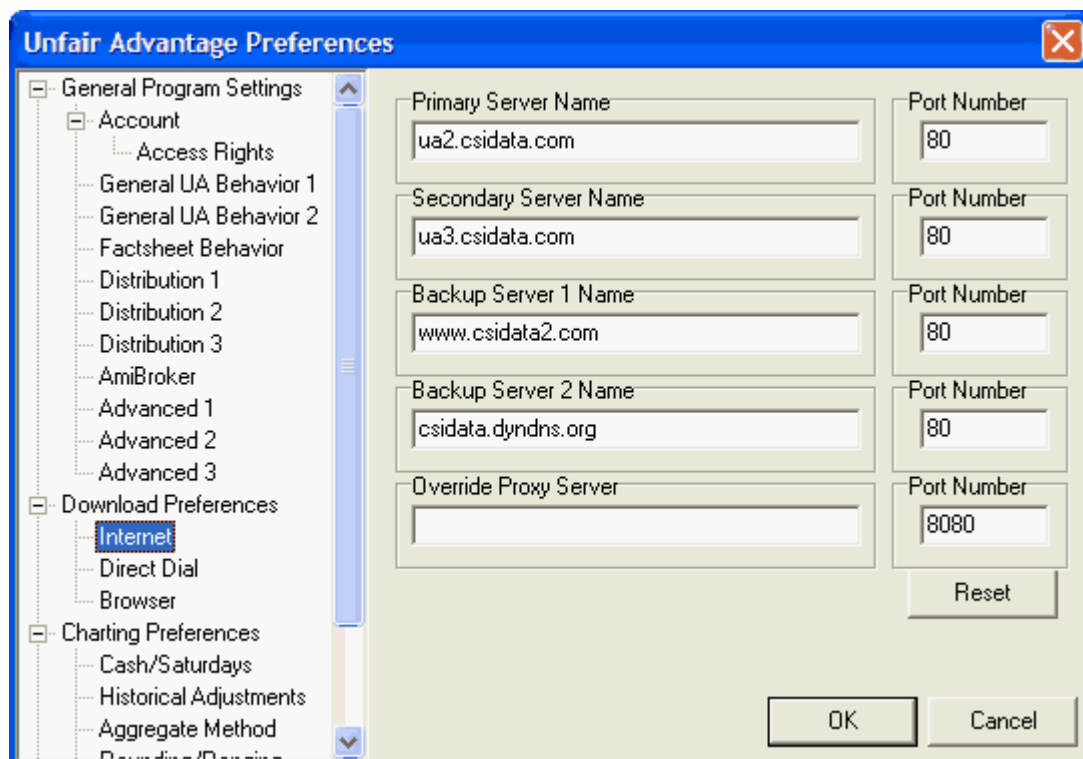 Unfair Advantage Preferences
General Program Settings
Account
Access Rights
General UA Behavior 1
General UA Behavior 2
Factsheet Behavior
Distribution 1
Distribution 2
Distribution 3
AmiBroker
Advanced 1
Advanced 2
Advanced 3
Download Preferences
Internet
Direct Dial
Browser
Charting Preferences
Cash/Saturdays
Historical Adjustments
Aggregate Method
Primary Server Name
ua2.csidata.com
Port Number
80
Secondary Server Name
ua3.csidata.com
Port Number
80
Backup Server 1 Name
www.csidata2.com
Port Number
80
Backup Server 2 Name
csidata.dyndns.org
Port Number
80
Override Proxy Server
Port Number
8080
Reset
OK
Cancel